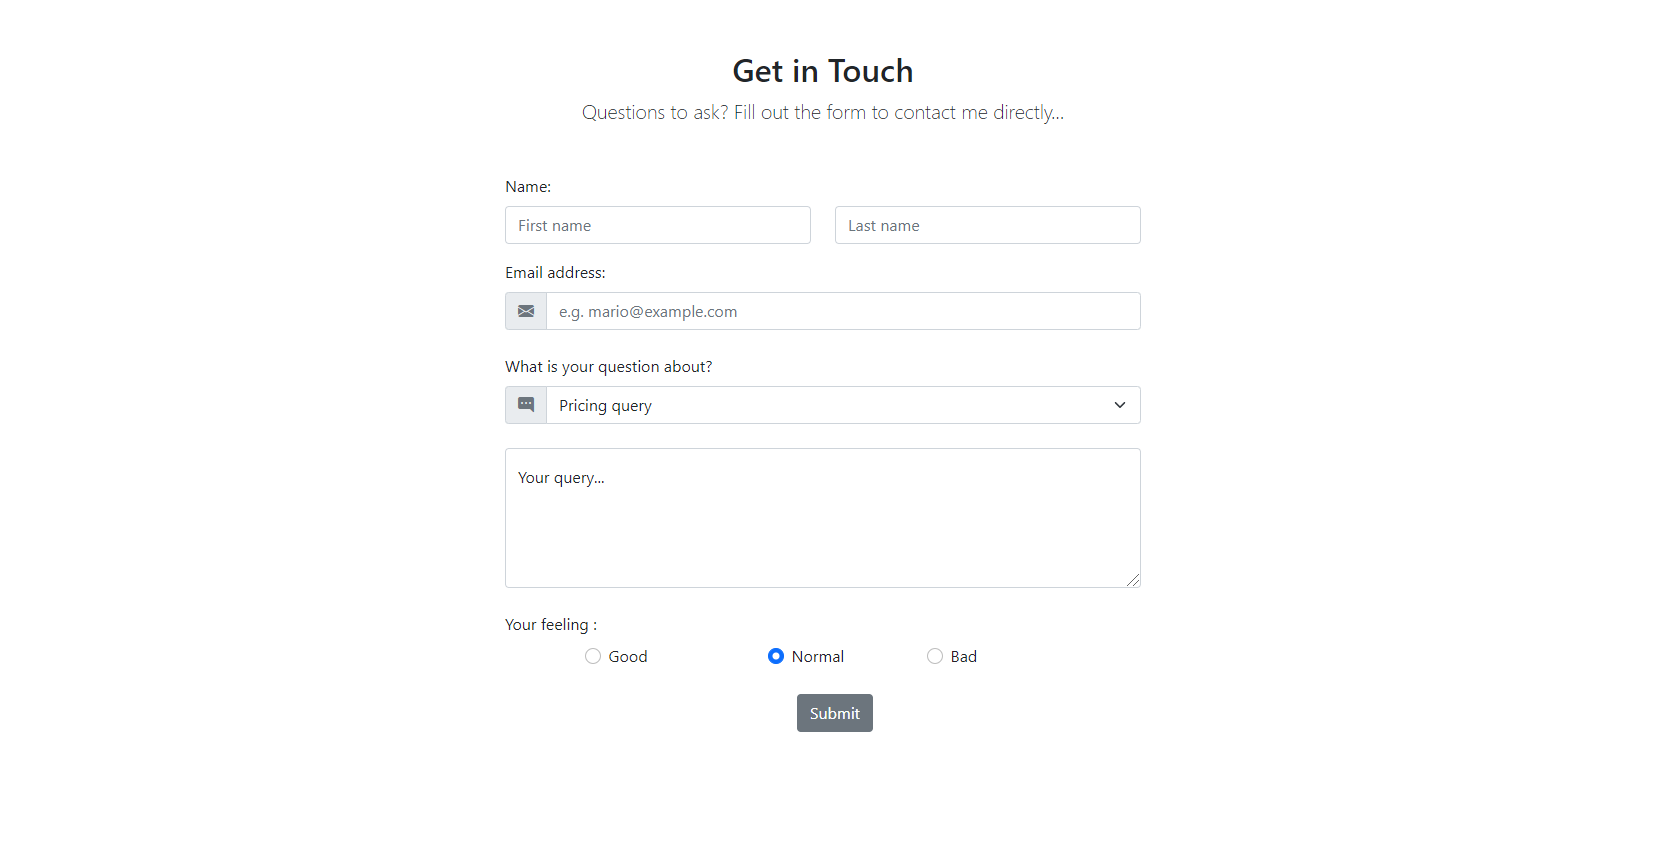 Get in Touch
Questions to ask? Fill out the form to contact me directly...
Name:
First name Last name
Email address:
e.g. mario@example.com
What is your question about?
Pricing query
Your query...
Your feeling :
Good Normal Bad
Submit